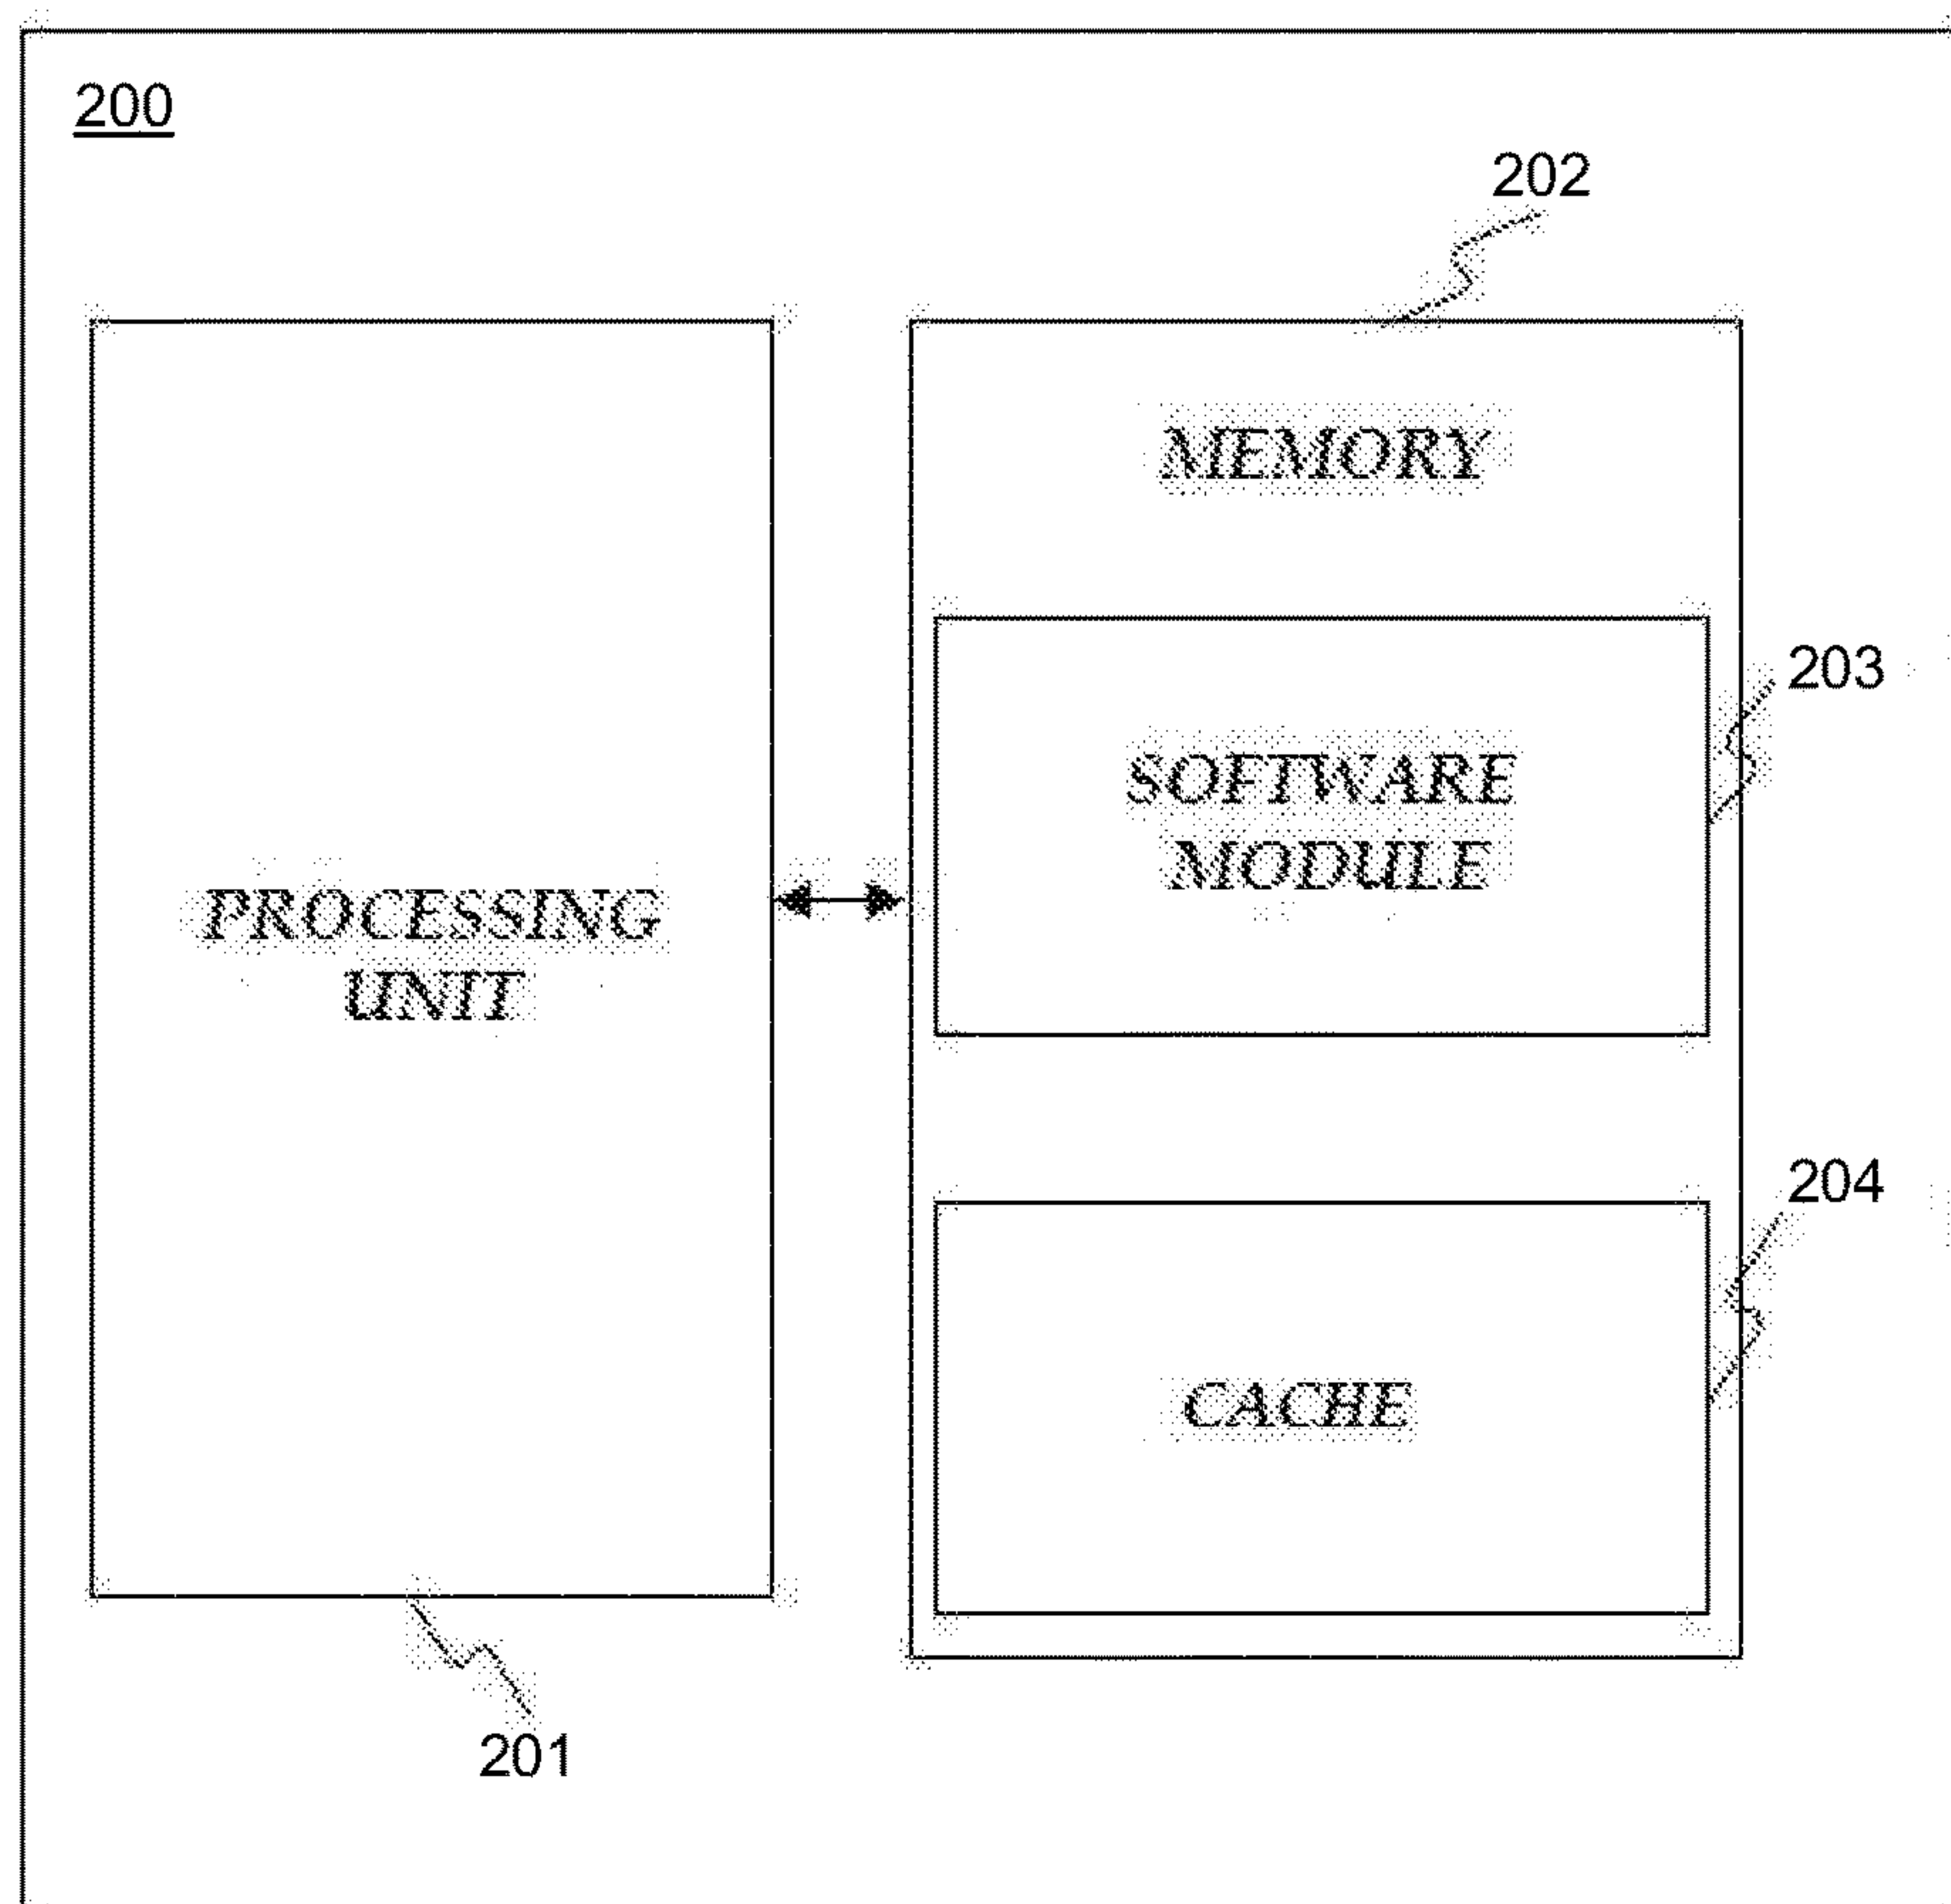 200
202
MEMORY
203
SOFTWARE
MODULE
PROCESSING
UNIT
204
CACHE
201